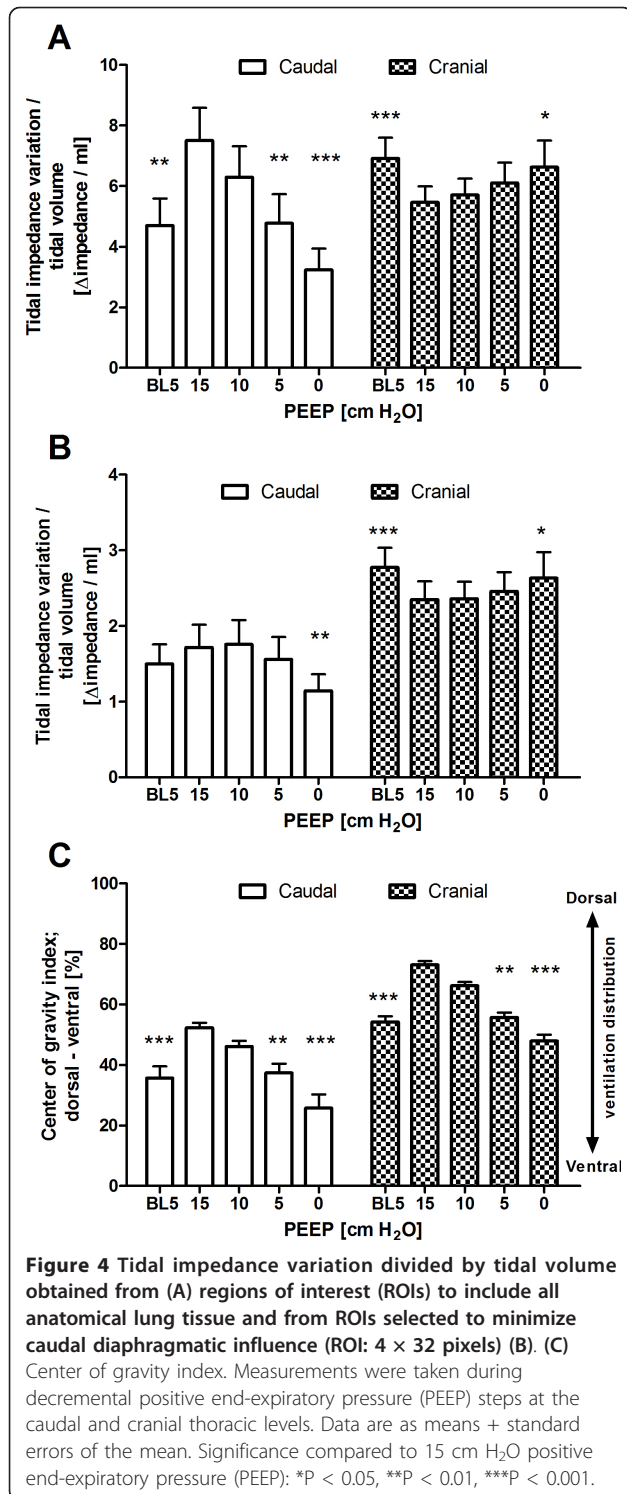 A
Caudal Cranial
Tidal impedance variation /
tidal volume
[Δimpedance / ml]
10
8
6
4
2
0
** ** *** *** *
BL5 15 10 5 0 BL5 15 10 5 0
PEEP [cm H₂O]
B
Caudal Cranial
Tidal impedance variation /
tidal volume
[Δimpedance / ml]
4
3
2
1
0
** *** *
BL5 15 10 5 0 BL5 15 10 5 0
PEEP [cm H₂O]
C
Caudal Cranial
Center of gravity index;
dorsal - ventral [%]
100
80
60
40
20
0
*** ** *** *** ** ***
BL5 15 10 5 0 BL5 15 10 5 0
PEEP [cm H₂O]
Dorsal
ventilation distribution
Ventral
Figure 4 Tidal impedance variation divided by tidal volume
obtained from (A) regions of interest (ROIs) to include all
anatomical lung tissue and from ROIs selected to minimize
caudal diaphragmatic influence (ROI: 4 × 32 pixels) (B). (C)
Center of gravity index. Measurements were taken during
decremental positive end-expiratory pressure (PEEP) steps at the
caudal and cranial thoracic levels. Data are as means + standard
errors of the mean. Significance compared to 15 cm H₂O positive
end-expiratory pressure (PEEP): *P < 0.05, **P < 0.01, ***P < 0.001.